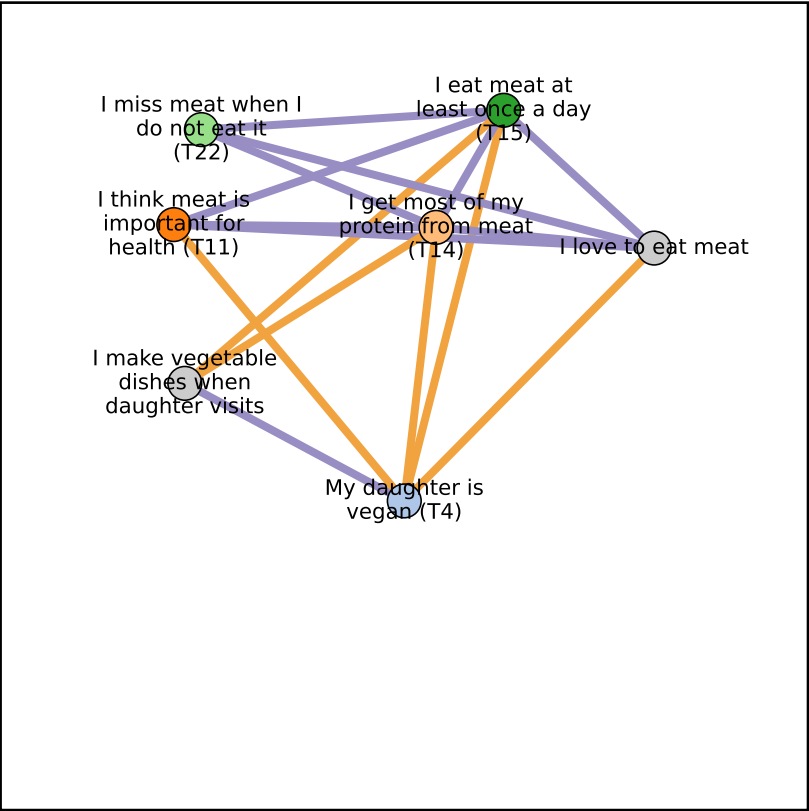 I eat meat at
least once a day
(T15)
I miss meat when I
do not eat it
(T22)
I think meat is
important for
health (T11)
I get most of my
protein from meat
(T14)
I love to eat meat
I make vegetable
dishes when
daughter visits
My daughter is
vegan (T4)